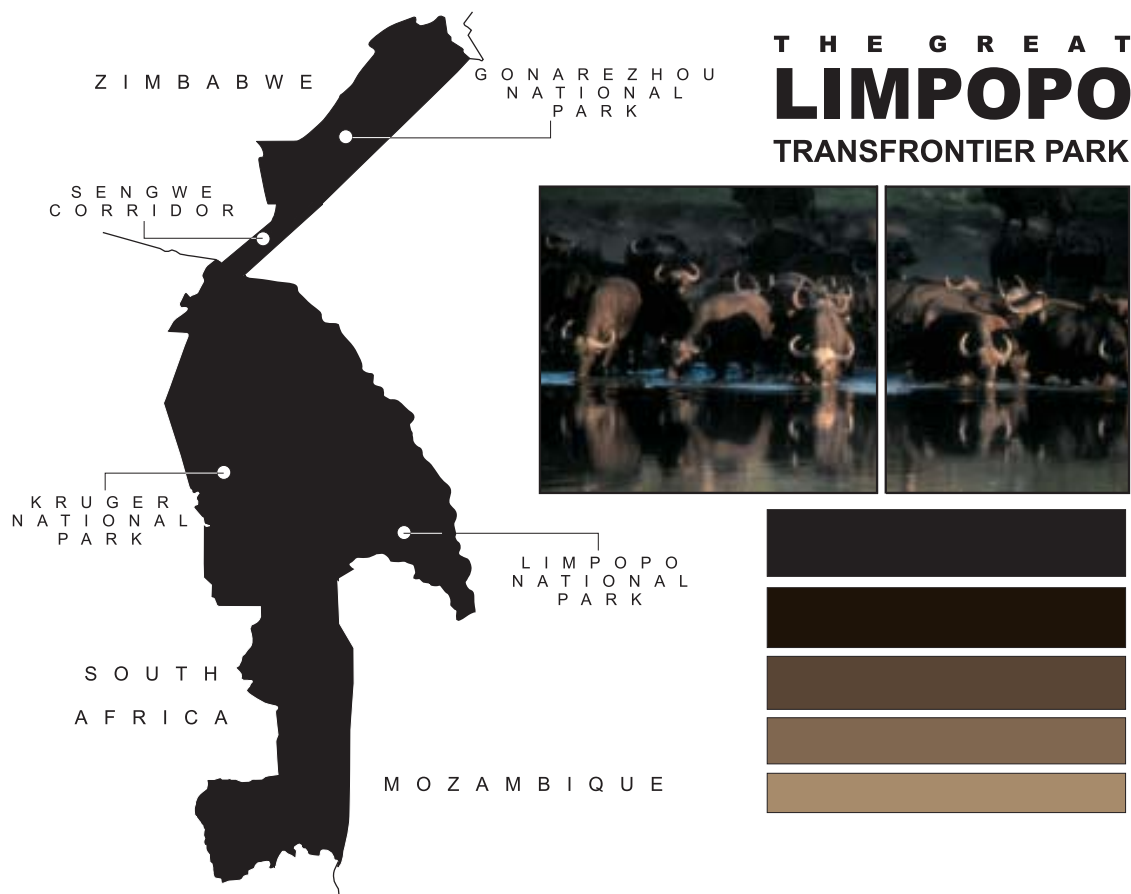 THE GREAT
LIMPOPO
TRANSFRONTIER PARK
ZIMBABWE
GONAREZHOU
NATIONAL
PARK
SENGWE
CORRIDOR
KRUGER
NATIONAL
PARK
LIMPOPO
NATIONAL
PARK
SOUTH
AFRICA
MOZAMBIQUE